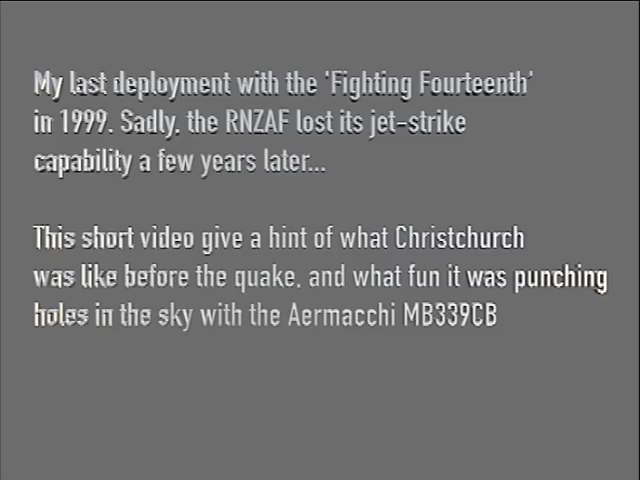 My last deployment with the 'Fighting Fourteenth'
in 1999. Sadly, the RNZAF lost its jet-strike
capability a few years later...
This short video give a hint of what Christchurch
was like before the quake, and what fun it was punching
holes in the sky with the Aermacchi MB339CB